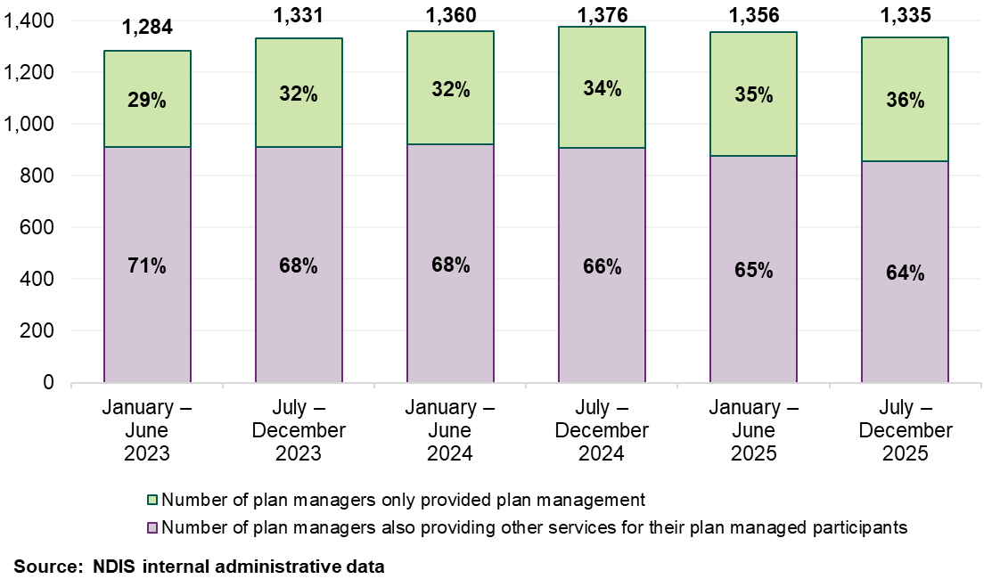 1,284
1,331
1,360
1,376
1,356
1,335
1,400
1,200
1,000
800
600
400
200
0
29%
32%
32%
34%
35%
36%
71%
68%
68%
66%
65%
64%
January –
June
2023
July –
December
2023
January –
June
2024
July –
December
2024
January –
June
2025
July –
December
2025
Number of plan managers only provided plan management
Number of plan managers also providing other services for their plan managed participants
Source:  NDIS internal administrative data